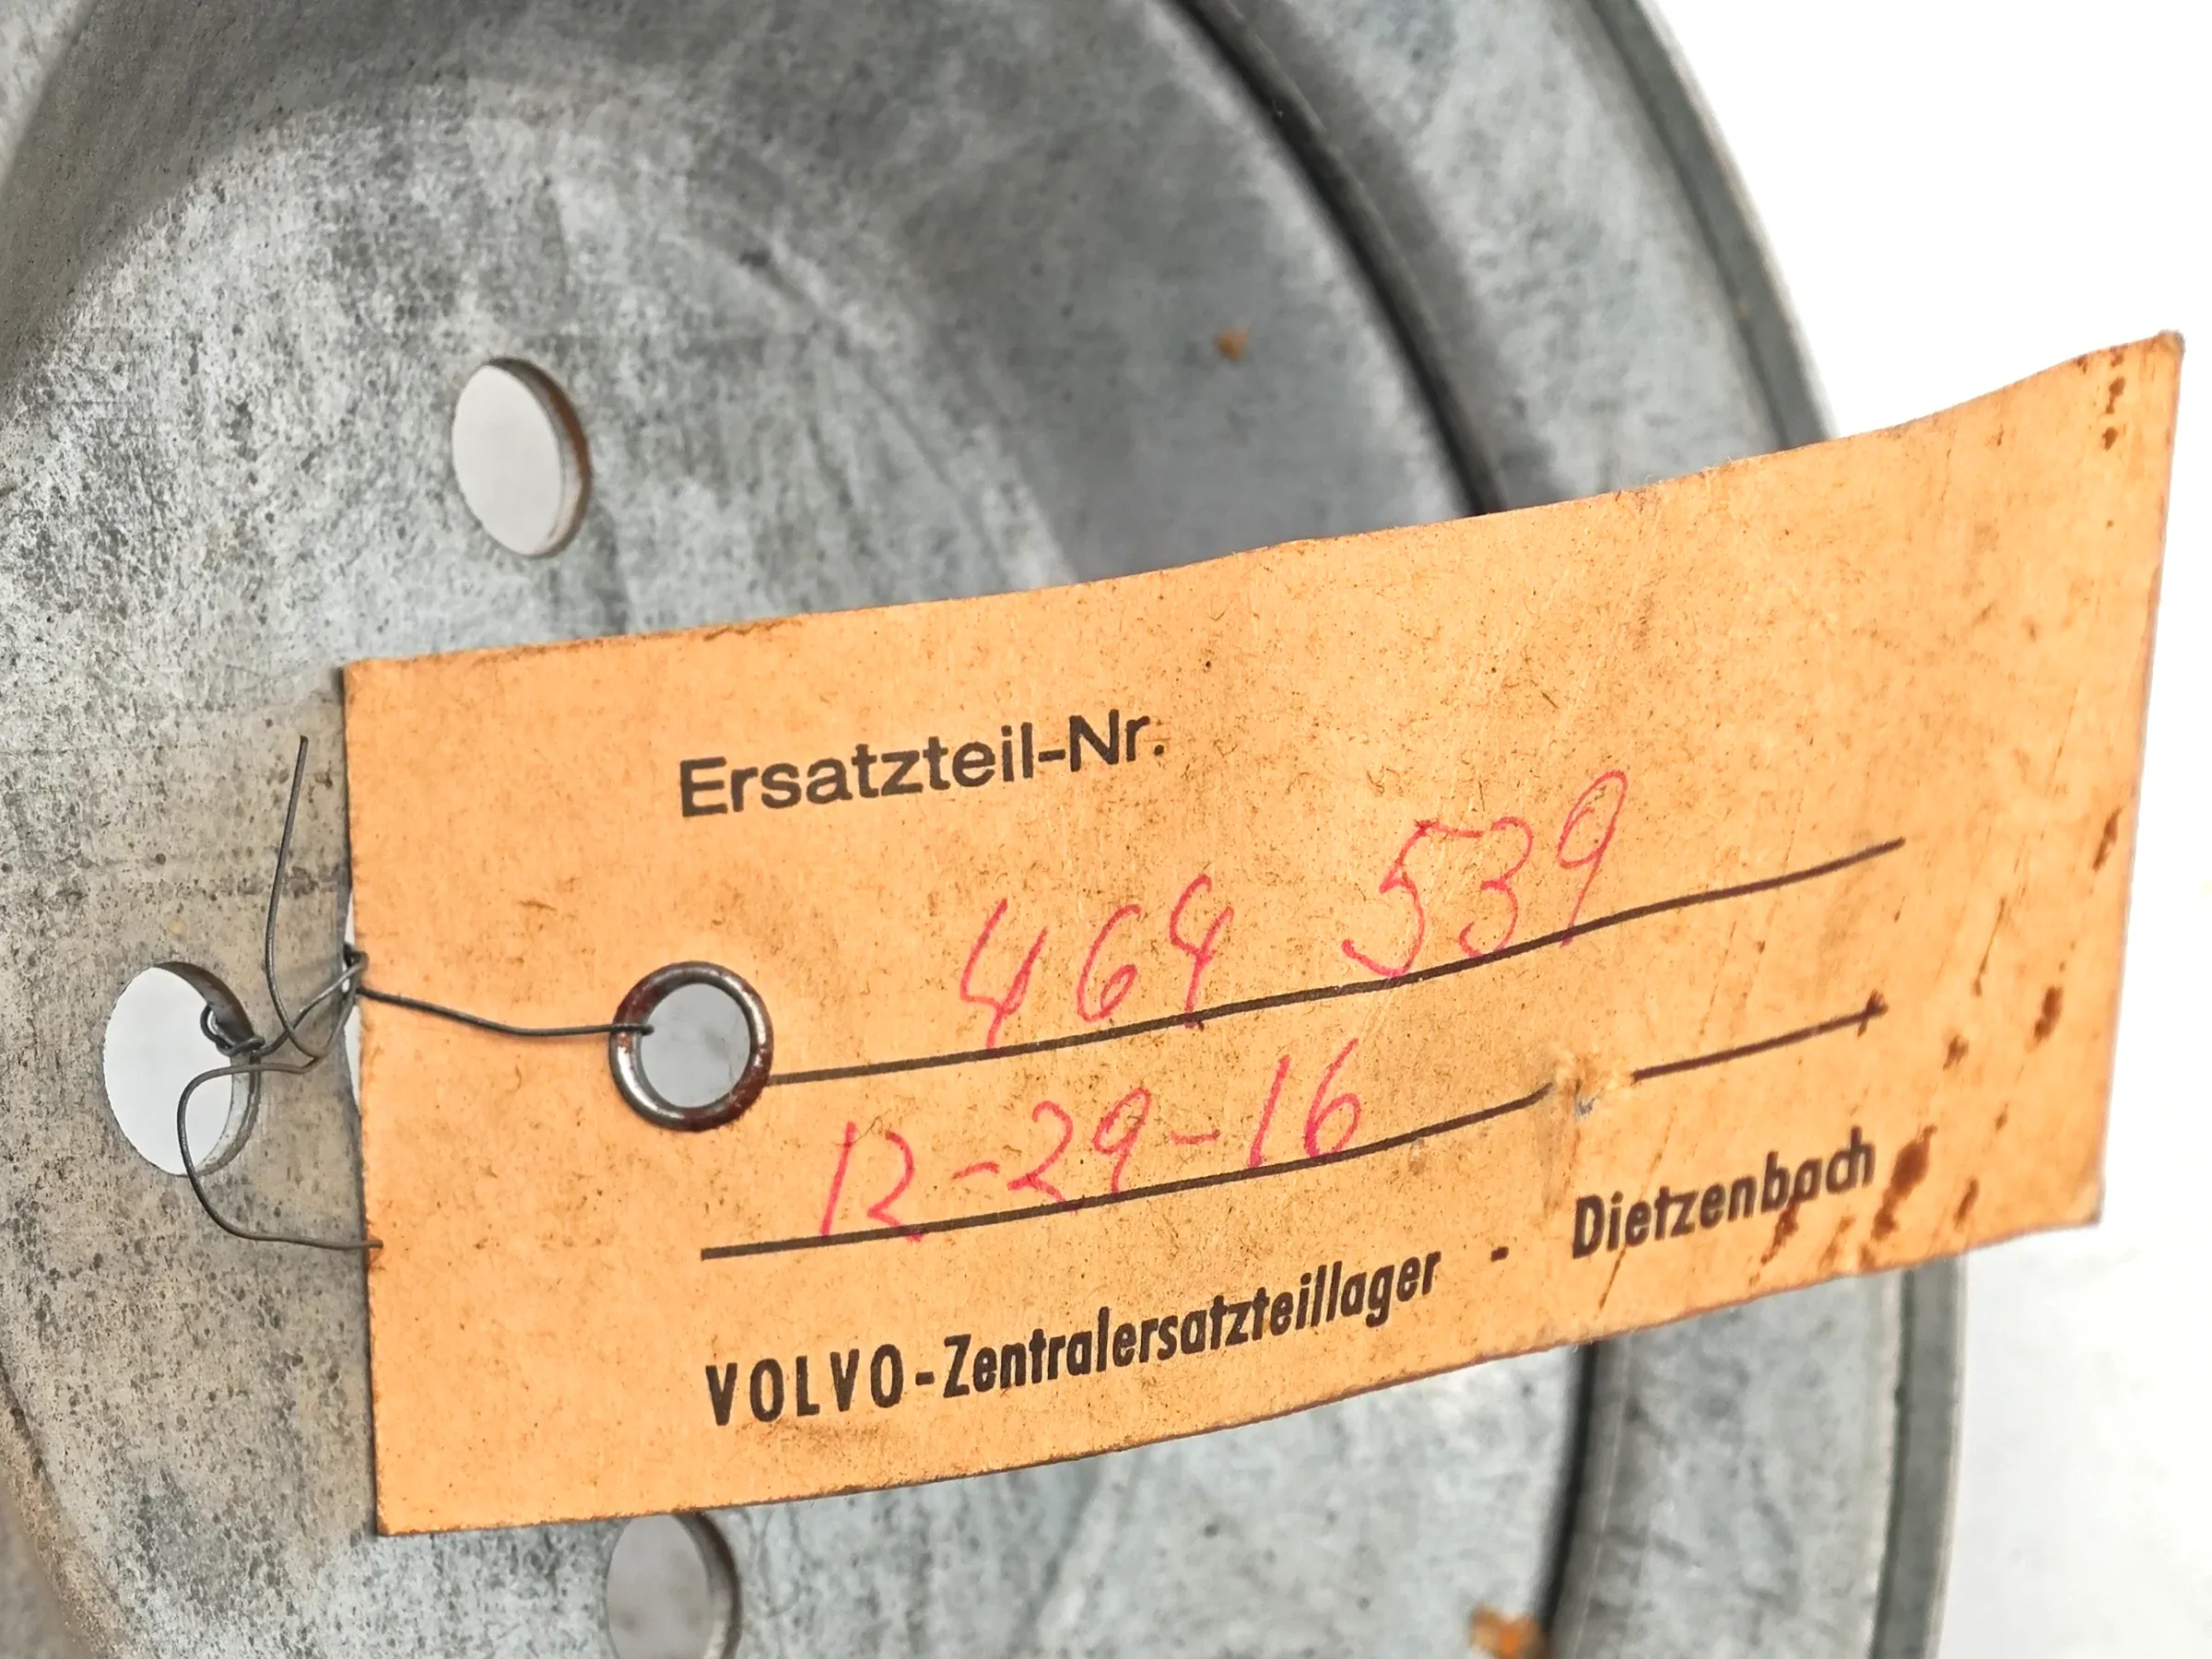 Ersatzteil-Nr.
464 539
12-29-16
VOLVO-Zentralersatzteillager - Dietzenbach